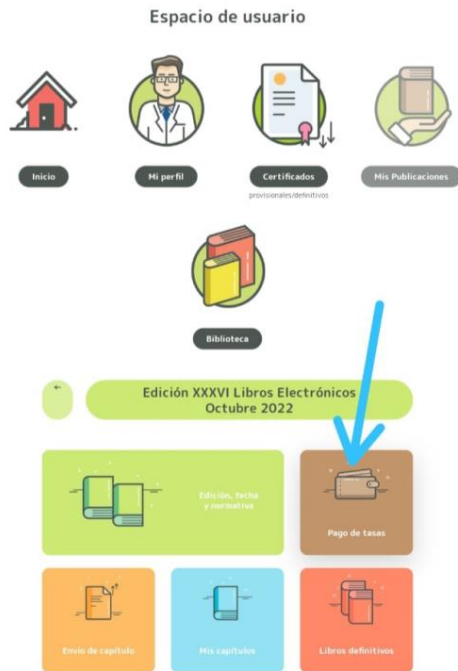 Espacio de usuario
Inicio
Mi perfil
Certificados
Mis Publicaciones
provisionales/definitivos
Biblioteca
Edición XXXVI Libros Electrónicos
Octubre 2022
Edición, fecha
y normativa
Pago de tasas
Envío de capítulo
Mis capítulos
Libros definitivos